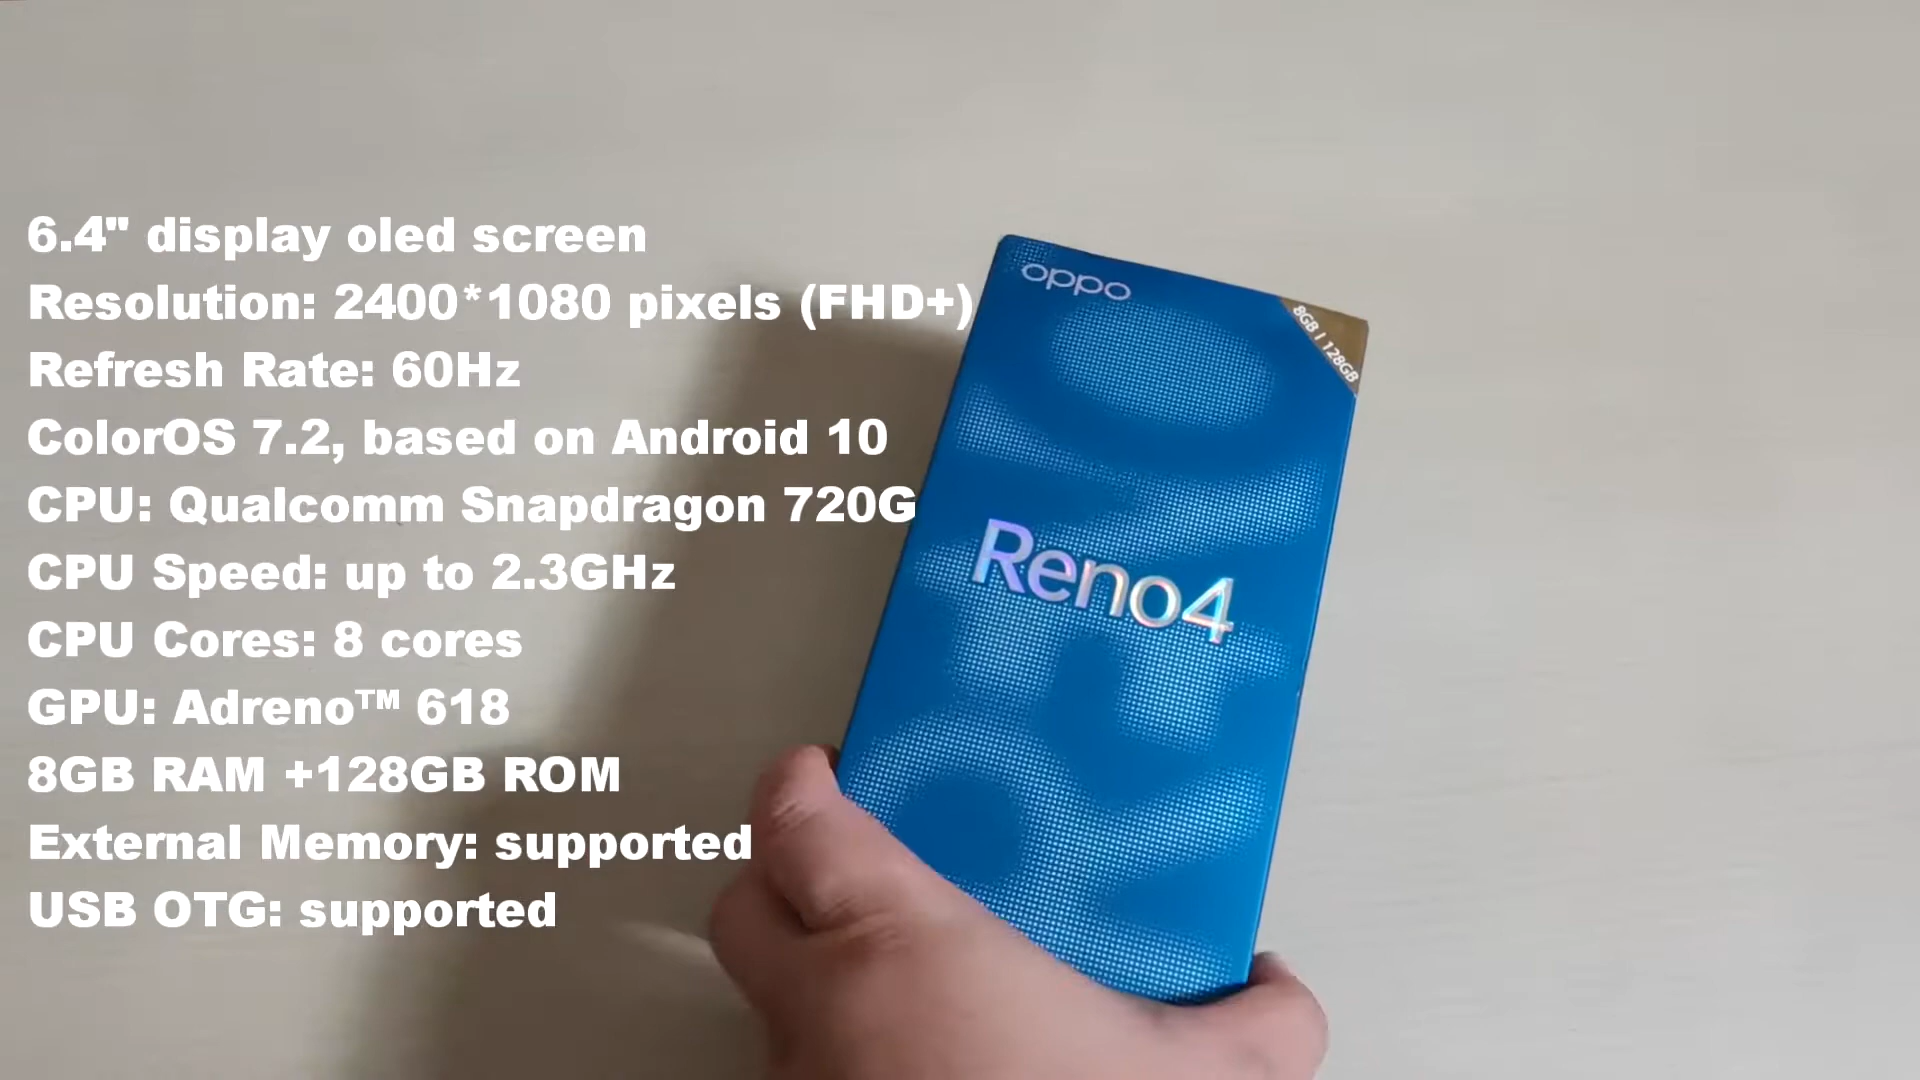 6.4" display oled screen
Resolution: 2400*1080 pixels (FHD+)
Refresh Rate: 60Hz
ColorOS 7.2, based on Android 10
CPU: Qualcomm Snapdragon 720G
CPU Speed: up to 2.3GHz
CPU Cores: 8 cores
GPU: Adreno™ 618
8GB RAM +128GB ROM
External Memory: supported
USB OTG: supported
oppo
8GB | 128GB
Reno4